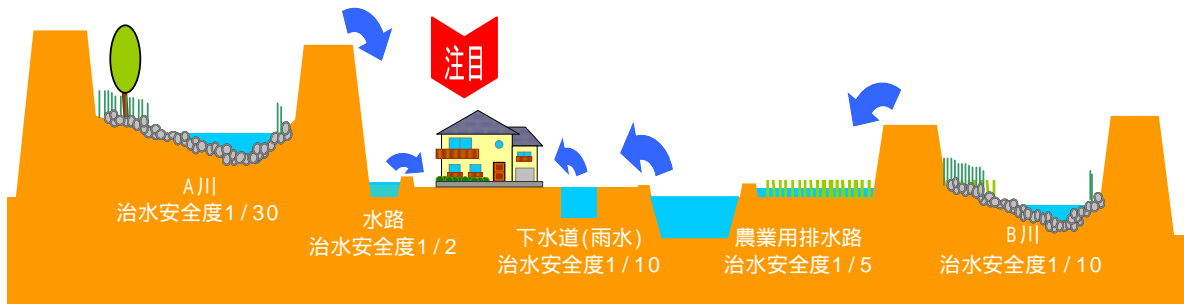 注目
A川
治水安全度1/30
水路
治水安全度1/2
下水道(雨水)
治水安全度1/10
農業用排水路
治水安全度1/5
B川
治水安全度1/10